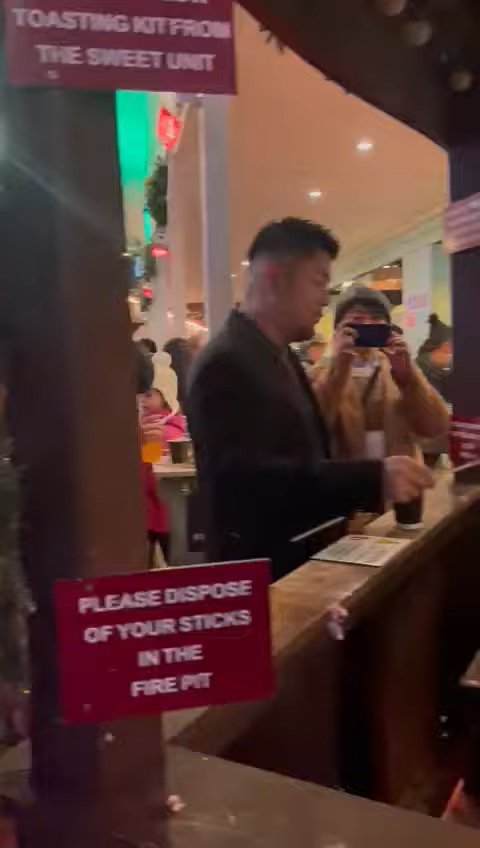 TOASTING KIT FROM
THE SWEET UNIT
PLEASE DISPOSE
OF YOUR STICKS
IN THE
FIRE PIT